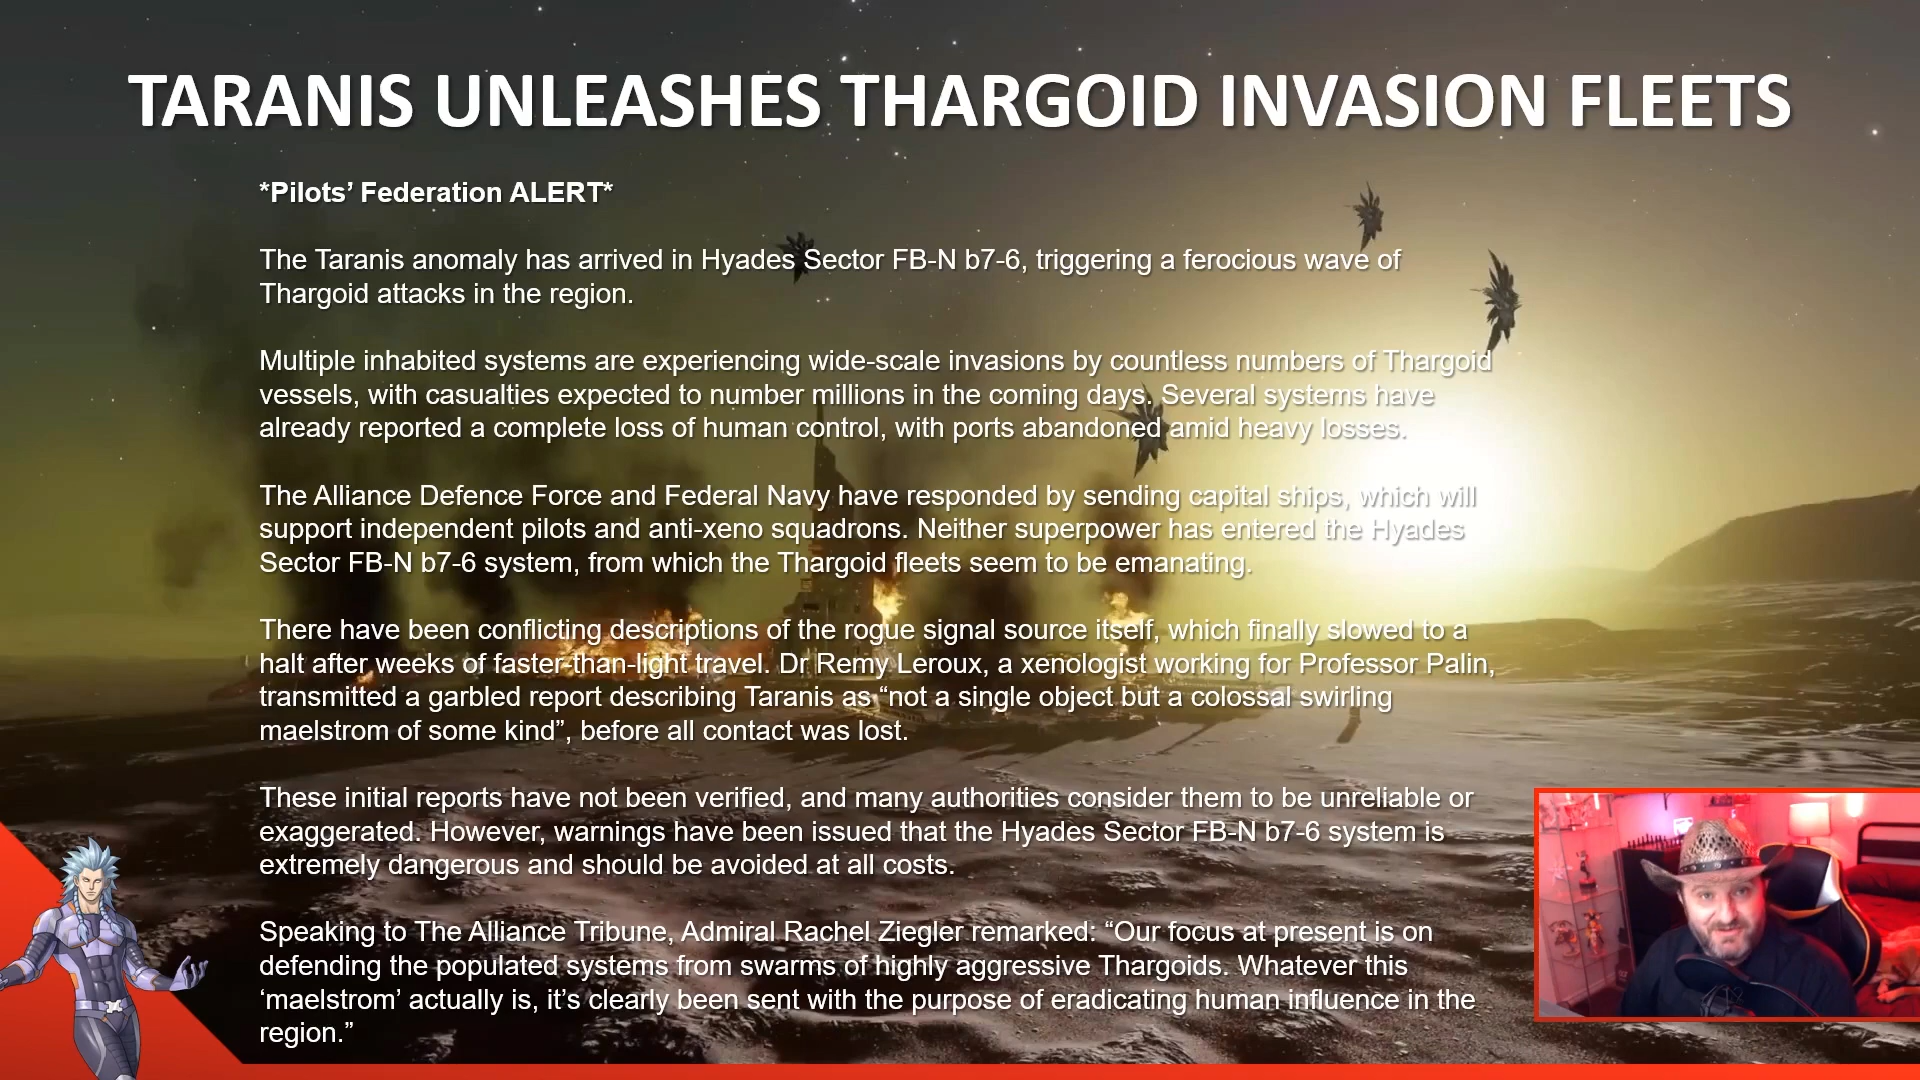 TARANIS UNLEASHES THARGOID INVASION FLEETS
*Pilots’ Federation ALERT*
The Taranis anomaly has arrived in Hyades Sector FB-N b7-6, triggering a ferocious wave of
Thargoid attacks in the region.
Multiple inhabited systems are experiencing wide-scale invasions by countless numbers of Thargoid
vessels, with casualties expected to number millions in the coming days. Several systems have
already reported a complete loss of human control, with ports abandoned amid heavy losses.
The Alliance Defence Force and Federal Navy have responded by sending capital ships, which will
support independent pilots and anti-xeno squadrons. Neither superpower has entered the Hyades
Sector FB-N b7-6 system, from which the Thargoid fleets seem to be emanating.
There have been conflicting descriptions of the rogue signal source itself, which finally slowed to a
halt after weeks of faster-than-light travel. Dr Remy Leroux, a xenologist working for Professor Palin,
transmitted a garbled report describing Taranis as “not a single object but a colossal swirling
maelstrom of some kind”, before all contact was lost.
These initial reports have not been verified, and many authorities consider them to be unreliable or
exaggerated. However, warnings have been issued that the Hyades Sector FB-N b7-6 system is
extremely dangerous and should be avoided at all costs.
Speaking to The Alliance Tribune, Admiral Rachel Ziegler remarked: “Our focus at present is on
defending the populated systems from swarms of highly aggressive Thargoids. Whatever this
‘maelstrom’ actually is, it’s clearly been sent with the purpose of eradicating human influence in the
region.”